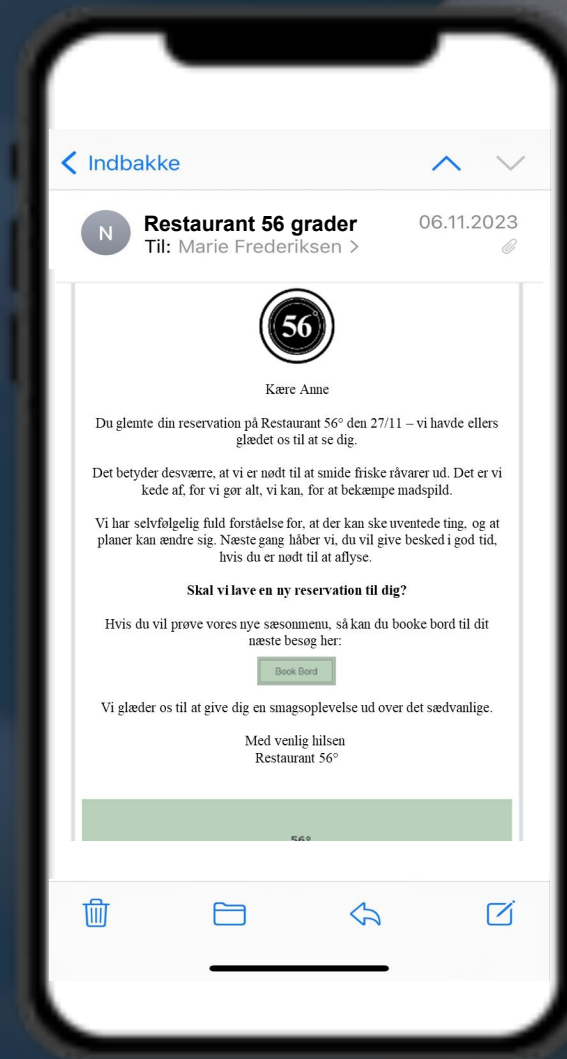 Indbakke
N
Restaurant 56 grader
06.11.2023
Til: Marie Frederiksen >
56°
Kære Anne
Du glemte din reservation på Restaurant 56° den 27/11 – vi havde ellers
glædet os til at se dig.
Det betyder desværre, at vi er nødt til at smide friske råvarer ud. Det er vi
kede af, for vi gør alt, vi kan, for at bekæmpe madspild.
Vi har selvfølgelig fuld forståelse for, at der kan ske uventede ting, og at
planer kan ændre sig. Næste gang håber vi, du vil give besked i god tid,
hvis du er nødt til at aflyse.
Skal vi lave en ny reservation til dig?
Hvis du vil prøve vores nye sæsonmenu, så kan du booke bord til dit
næste besøg her:
Book Bord
Vi glæder os til at give dig en smagsoplevelse ud over det sædvanlige.
Med venlig hilsen
Restaurant 56°
56°